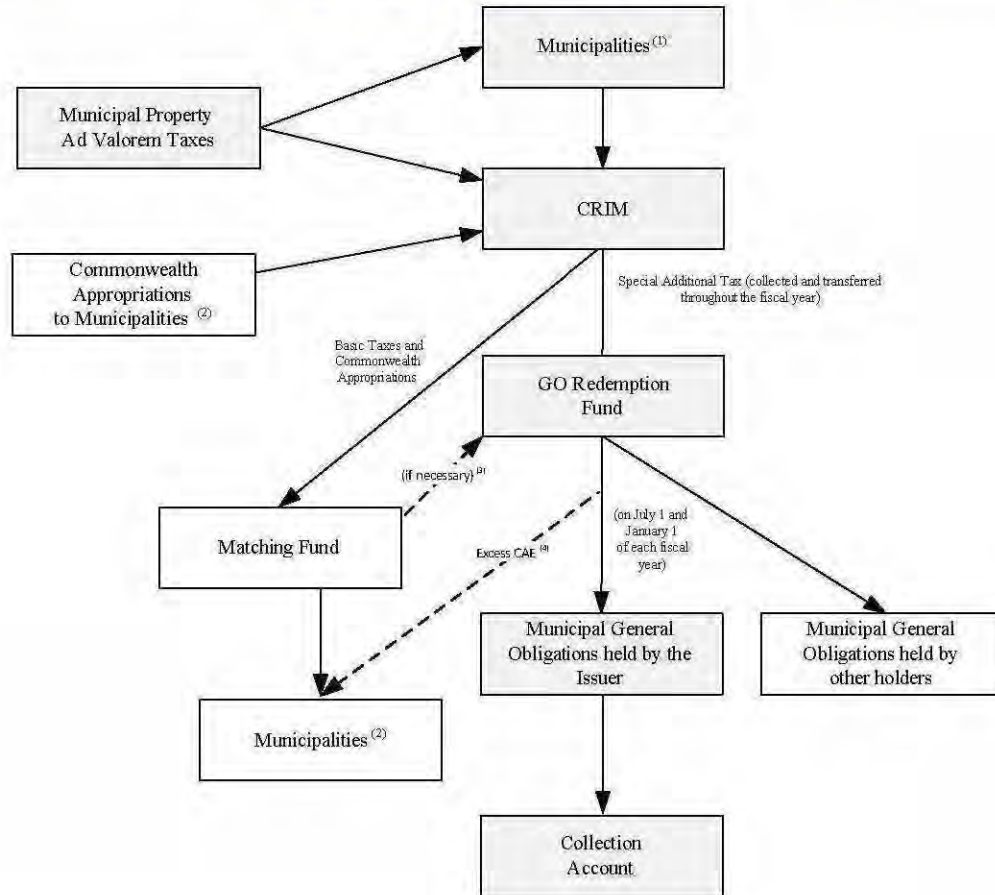 Municipalities (1)
Municipal Property
Ad Valorem Taxes
CRIM
Commonwealth
Appropriations
to Municipalities (2)
Special Additional Tax (collected and transferred
throughout the fiscal year)
Basic Taxes and
Commonwealth
Appropriations
GO Redemption
Fund
(if necessary) (3)
Matching Fund
(on July 1 and
January 1
of each fiscal
year)
Excess CAE (4)
Municipal General
Obligations held by the
Issuer
Municipal General
Obligations held by
other holders
Municipalities (2)
Collection
Account